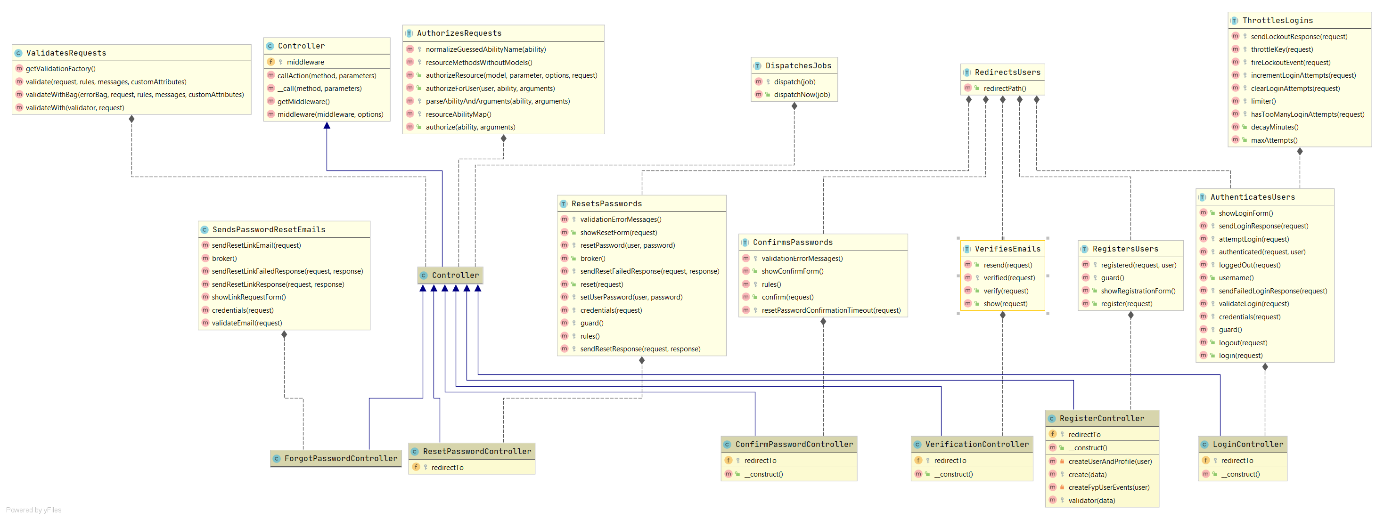 ValidatesRequests
getValidationFactory()
validate(request, rules, messages, customAttributes)
validateWithBag(errorBag, request, rules, messages, customAttributes)
validateWith(validator, request)
Controller
middleware
callAction(method, parameters)
__call(method, parameters)
getMiddleware()
middleware(middleware, options)
AuthorizesRequests
normalizeGuessedAbilityName(ability)
resourceMethodsWithoutModels()
authorizeResource(model, parameter, options, request)
authorizeForUser(user, ability, arguments)
parseAbilityAndArguments(ability, arguments)
resourceAbilityMap()
authorize(ability, arguments)
DispatchesJobs
dispatch(job)
dispatchNow(job)
RedirectsUsers
redirectPath()
ThrottlesLogins
sendLockoutResponse(request)
throttleKey(request)
fireLockoutEvent(request)
incrementLoginAttempts(request)
clearLoginAttempts(request)
limiter()
hasTooManyLoginAttempts(request)
decayMinutes()
maxAttempts()
SendsPasswordResetEmails
sendResetLinkEmail(request)
broker()
sendResetLinkFailedResponse(request, response)
sendResetLinkResponse(request, response)
showLinkRequestForm()
credentials(request)
validateEmail(request)
Controller
ResetsPasswords
validationErrorMessages()
showResetForm(request)
resetPassword(user, password)
broker()
sendResetFailedResponse(request, response)
reset(request)
setUserPassword(user, password)
credentials(request)
guard()
rules()
sendResetResponse(request, response)
ConfirmsPasswords
validationErrorMessages()
showConfirmForm()
rules()
confirm(request)
resetPasswordConfirmationTimeout(request)
VerifiesEmails
resend(request)
verified(request)
verify(request)
show(request)
RegistersUsers
registered(request, user)
guard()
showRegistrationForm()
register(request)
AuthenticatesUsers
showLoginForm()
sendLoginResponse(request)
attemptLogin(request)
authenticated(request, user)
loggedOut(request)
username()
sendFailedLoginResponse(request)
validateLogin(request)
credentials(request)
guard()
logout(request)
login(request)
ForgotPasswordController
ResetPasswordController
redirectTo
ConfirmPasswordController
redirectTo
__construct()
VerificationController
redirectTo
__construct()
RegisterController
redirectTo
__construct()
createUserAndProfile(user)
create(data)
createFypUserEvents(user)
validator(data)
LoginController
redirectTo
__construct()
Powered by yFiles